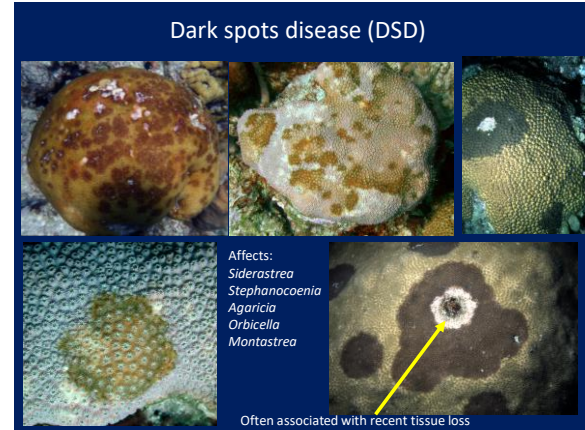 Dark spots disease (DSD)
Affects:
Siderastrea
Stephanocoenia
Agaricia
Orbicella
Montastrea
Often associated with recent tissue loss